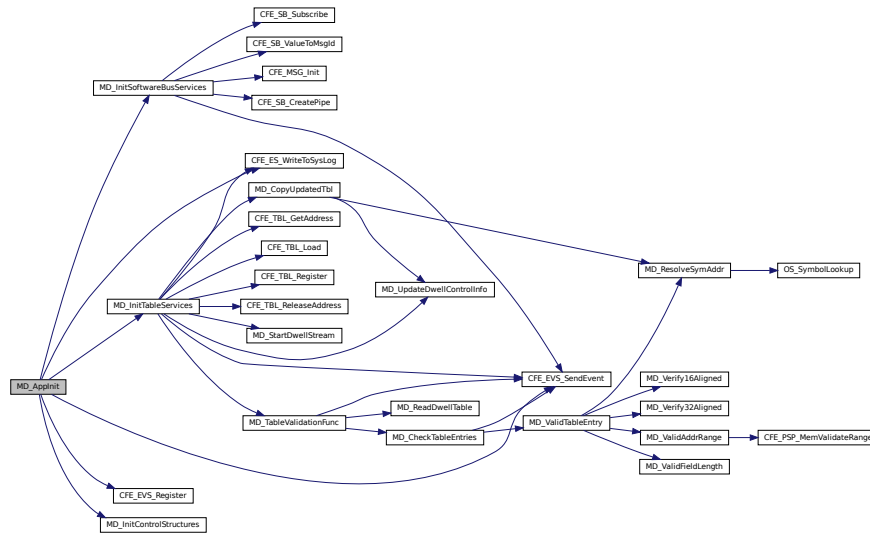 CFE_SB_Subscribe
CFE_SB_ValueToMsgId
CFE_MSG_Init
MD_InitSoftwareBusServices
CFE_SB_CreatePipe
CFE_ES_WriteToSysLog
MD_CopyUpdatedTbl
CFE_TBL_GetAddress
CFE_TBL_Load
MD_ResolveSymAddr
OS_SymbolLookup
CFE_TBL_Register
MD_UpdateDwellControlInfo
MD_InitTableServices
CFE_TBL_ReleaseAddress
MD_StartDwellStream
CFE_EVS_SendEvent
MD_Verify16Aligned
MD_AppInit
MD_ReadDwellTable
MD_Verify32Aligned
MD_TableValidationFunc
MD_ValidTableEntry
MD_CheckTableEntries
MD_ValidAddrRange
CFE_PSP_MemValidateRange
MD_ValidFieldLength
CFE_EVS_Register
MD_InitControlStructures